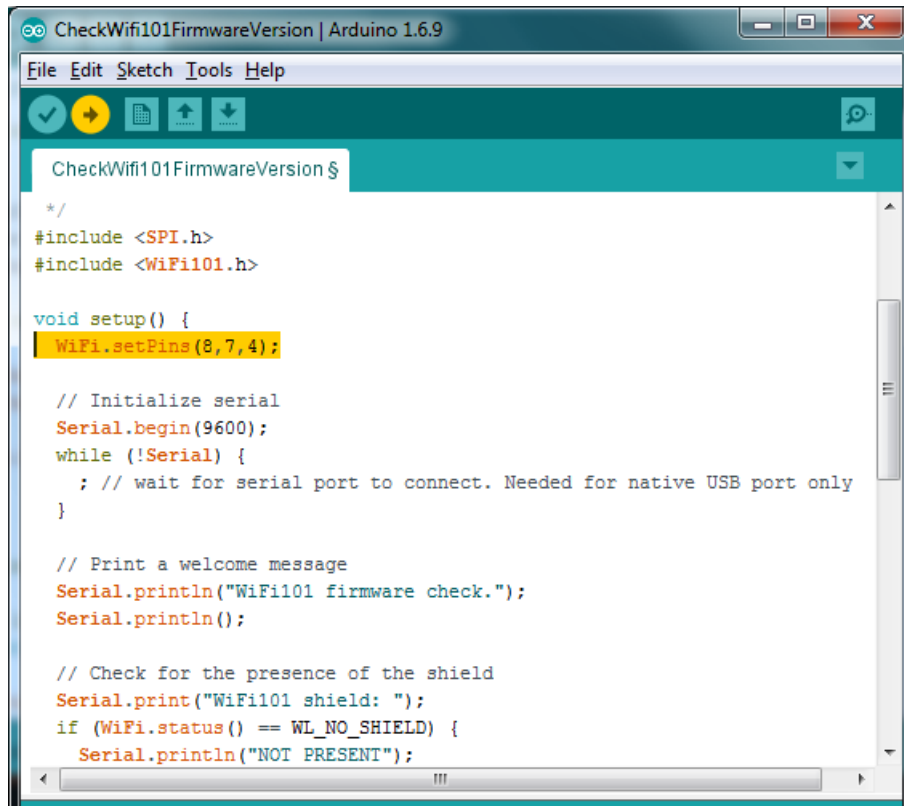 CheckWifi101FirmwareVersion | Arduino 1.6.9
File Edit Sketch Tools Help
CheckWifi101FirmwareVersion §
*/
#include <SPI.h>
#include <WiFi101.h>
void setup() {
WiFi.setPins(8,7,4);
// Initialize serial
Serial.begin(9600);
while (!Serial) {
; // wait for serial port to connect. Needed for native USB port only
}
// Print a welcome message
Serial.println("WiFi101 firmware check.");
Serial.println();
// Check for the presence of the shield
Serial.print("WiFi101 shield: ");
if (WiFi.status() == WL_NO_SHIELD) {
Serial.println("NOT PRESENT");